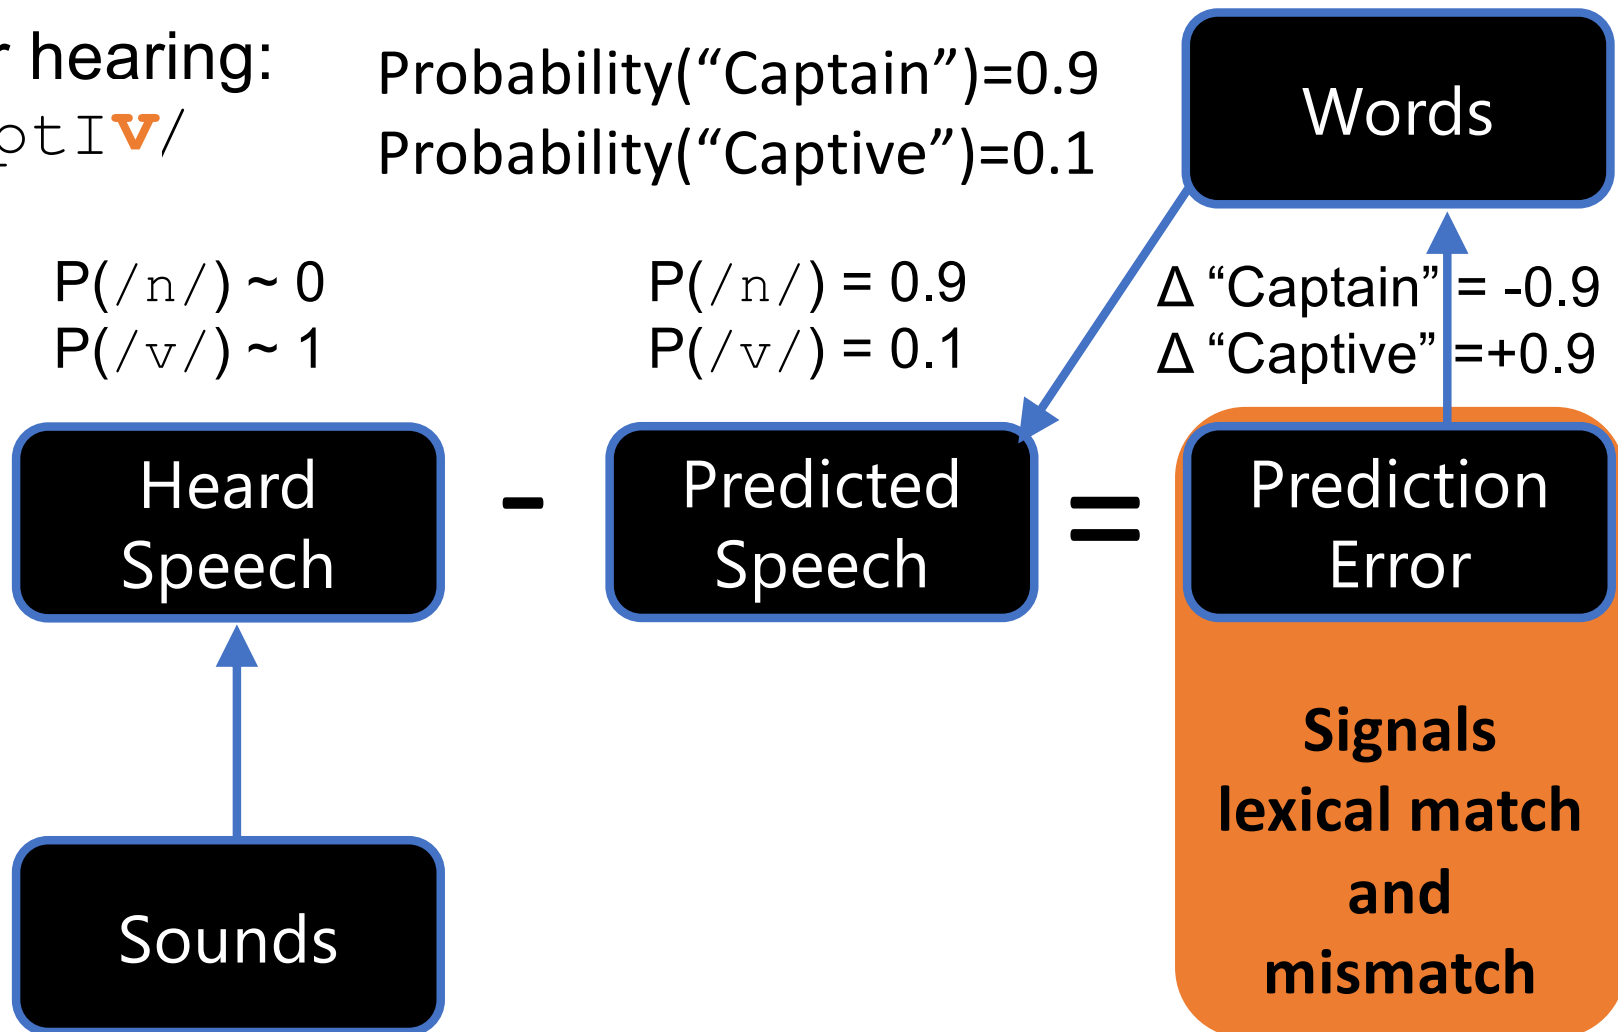 r hearing:
ptIv/
Probability(“Captain”)=0.9
Probability(“Captive”)=0.1
Words
P(/n/) ~ 0
P(/v/) ~ 1
P(/n/) = 0.9
P(/v/) = 0.1
Δ “Captain” = -0.9
Δ “Captive” =+0.9
Heard
Speech
-
Predicted
Speech
=
Prediction
Error
Sounds
Signals
lexical match
and
mismatch